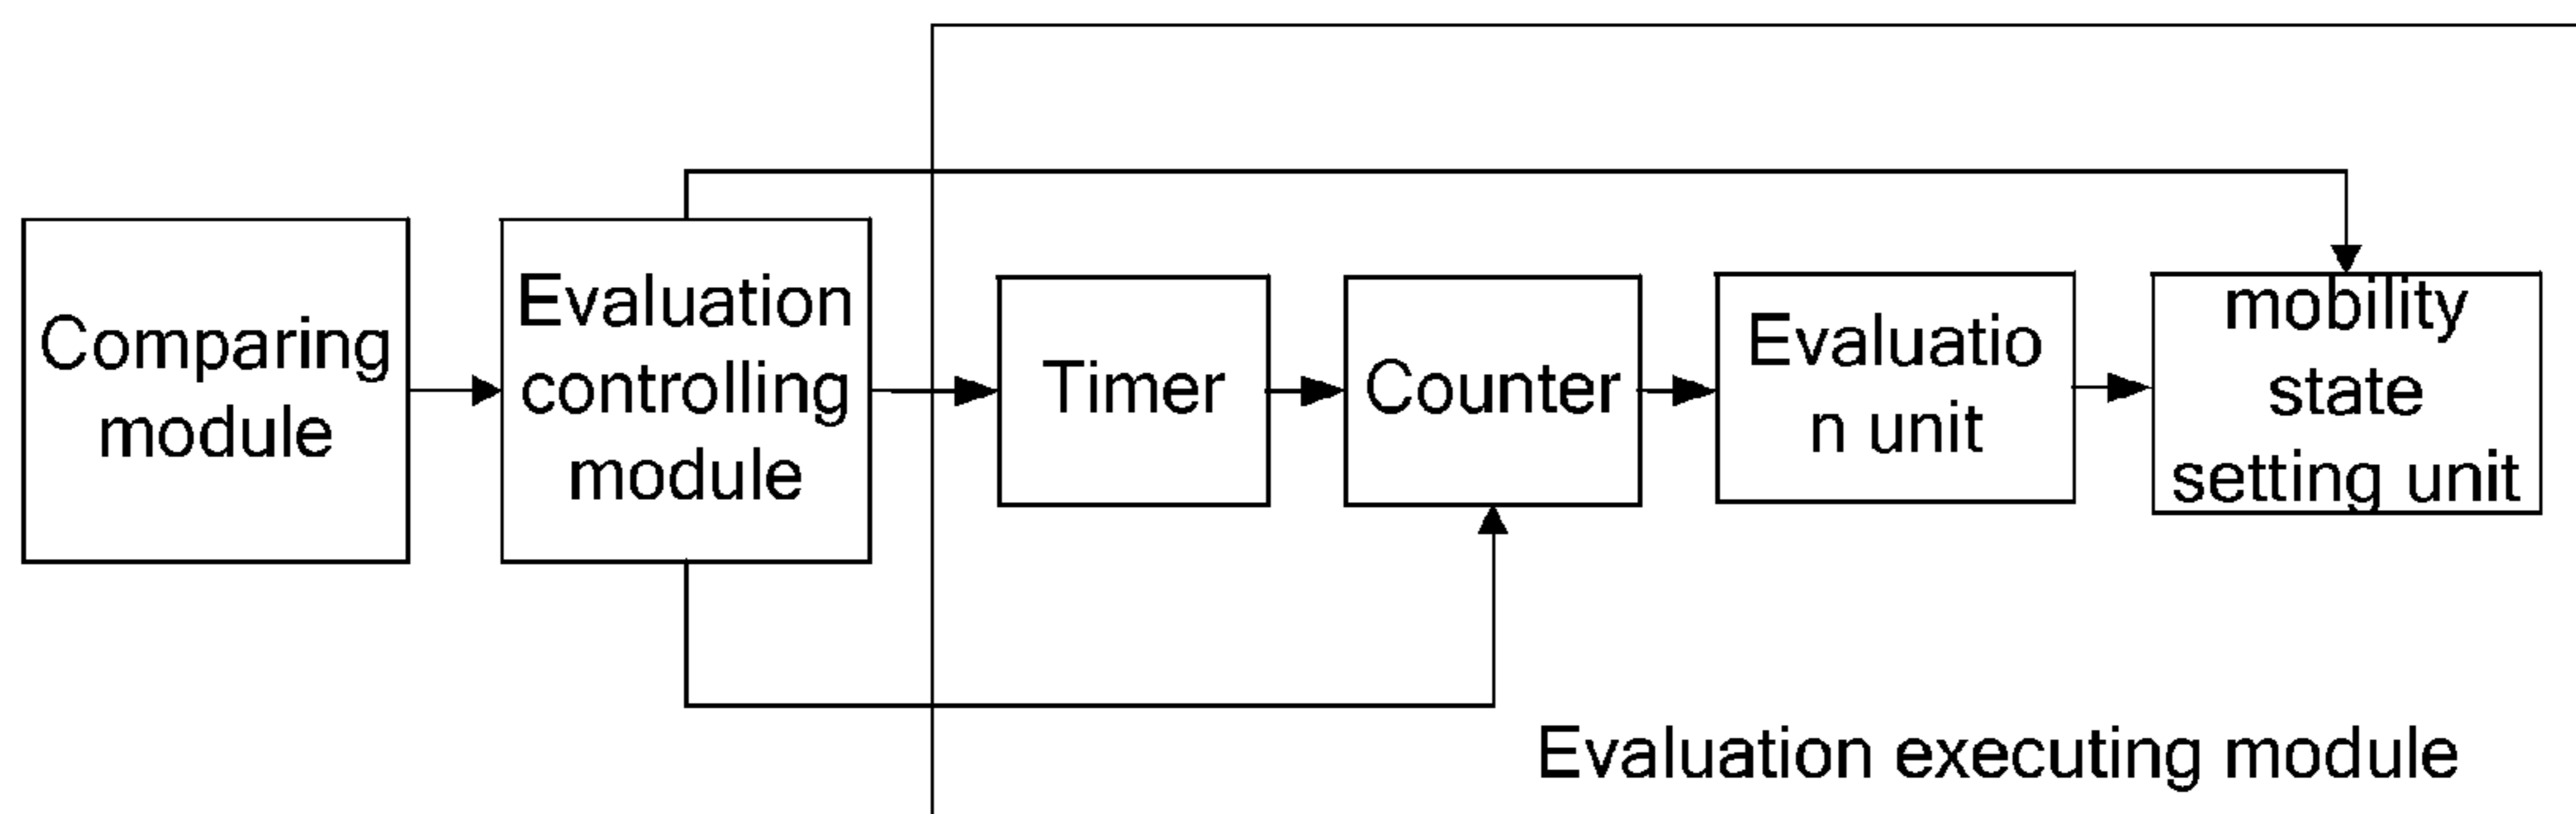 Comparing
module
Evaluation
controlling
module
Timer
Counter
Evaluatio
n unit
mobility
state
setting unit
Evaluation executing module